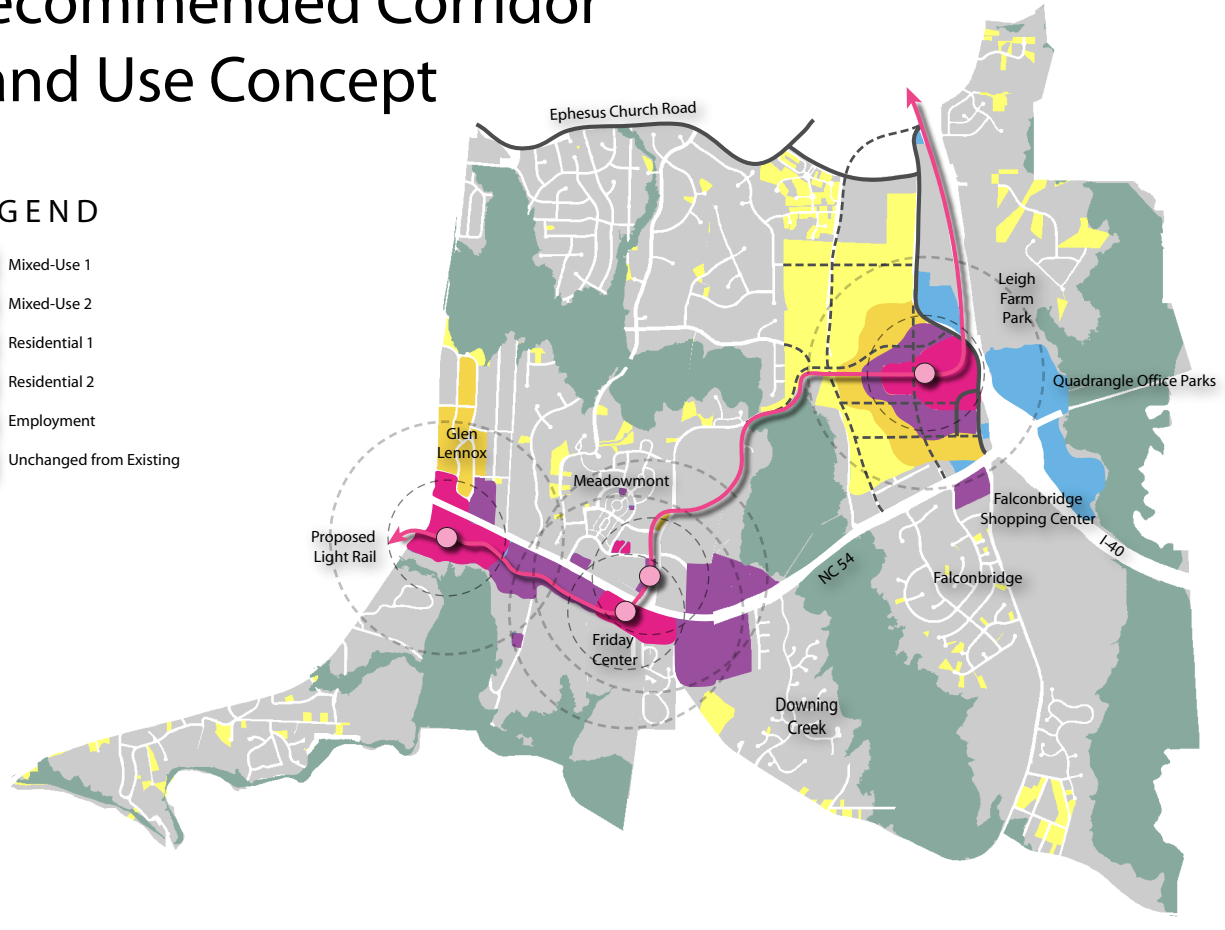 ecommended Corridor
and Use Concept
Ephesus Church Road
GEND
Mixed-Use 1
Mixed-Use 2
Residential 1
Residential 2
Employment
Unchanged from Existing
Leigh
Farm
Park
Quadrangle Office Parks
Glen
Lennox
Meadowmont
Falconbridge
Shopping Center
Proposed
Light Rail
I-40
NC 54
Falconbridge
Friday
Center
Downing
Creek